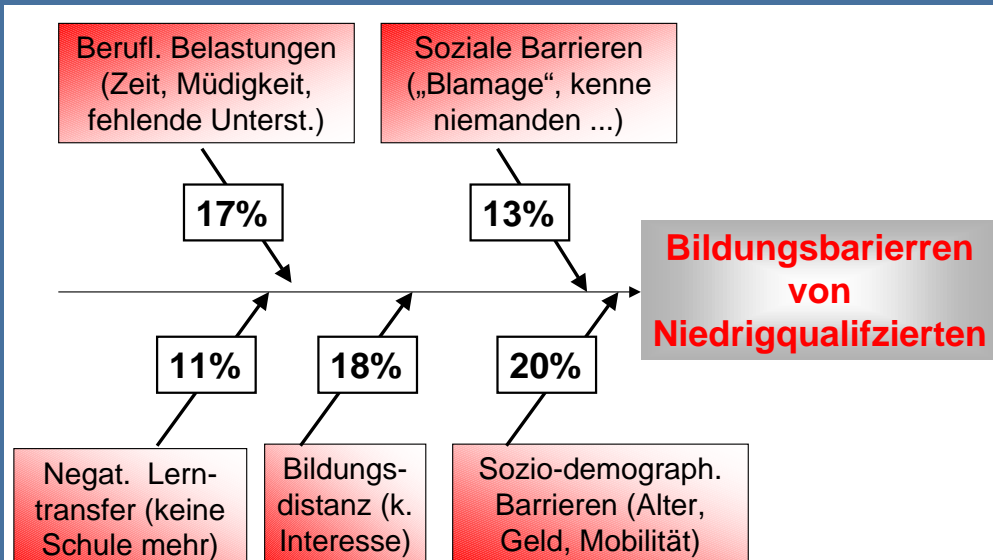 Berufl. Belastungen
(Zeit, Müdigkeit,
fehlende Unterst.)
Soziale Barrieren
(„Blamage“, kenne
niemanden ...)
17%
13%
Bildungsbarierren
von
Niedrigqualifzierten
11%
18%
20%
Negat. Lern-
transfer (keine
Schule mehr)
Bildungs-
distanz (k.
Interesse)
Sozio-demograph.
Barrieren (Alter,
Geld, Mobilität)